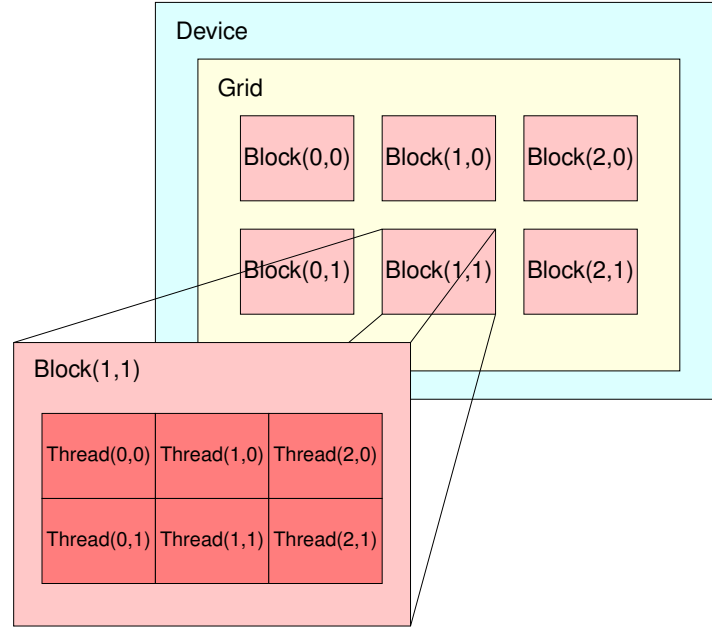 Device
Grid
Block(0,0) Block(1,0) Block(2,0)
Block(0,1) Block(1,1) Block(2,1)
Block(1,1)
Thread(0,0) Thread(1,0) Thread(2,0)
Thread(0,1) Thread(1,1) Thread(2,1)